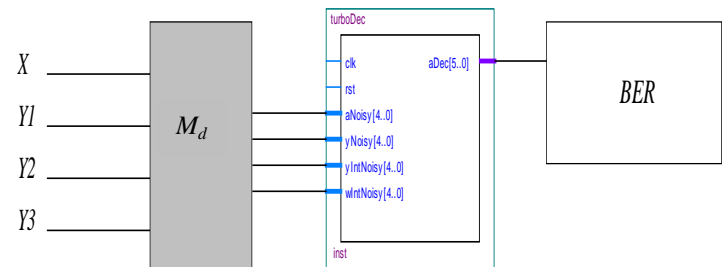 X
Y1
Y2
Y3
M_d
turboDec
clk
rst
aNoisy[4..0]
yNoisy[4..0]
yIntNoisy[4..0]
wIntNoisy[4..0]
aDec[5..0]
inst
BER